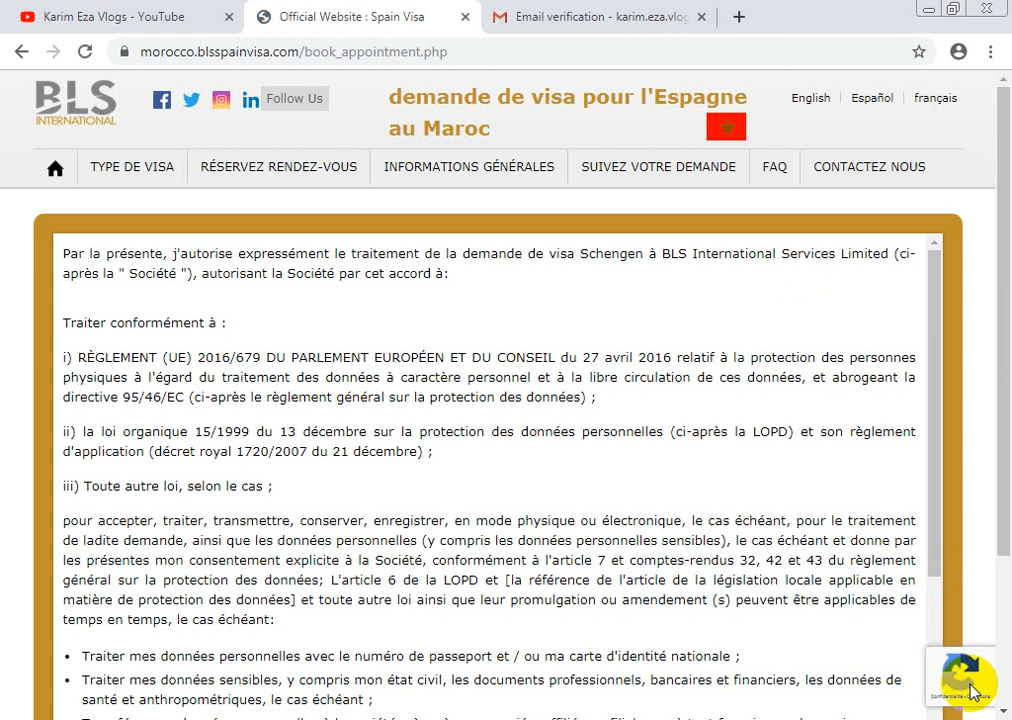 Karim Eza Vlogs - YouTube
Official Website : Spain Visa
Email verification - karim.eza.vlog
morocco.blsspainvisa.com/book_appointment.php
BLS
INTERNATIONAL
Follow Us
demande de visa pour l'Espagne
au Maroc
English
Español
français
TYPE DE VISA
RÉSERVEZ RENDEZ-VOUS
INFORMATIONS GÉNÉRALES
SUIVEZ VOTRE DEMANDE
FAQ
CONTACTEZ NOUS
Par la présente, j'autorise expressément le traitement de la demande de visa Schengen à BLS International Services Limited (ci-
après la " Société "), autorisant la Société par cet accord à:
Traiter conformément à :
i) RÈGLEMENT (UE) 2016/679 DU PARLEMENT EUROPÉEN ET DU CONSEIL du 27 avril 2016 relatif à la protection des personnes
physiques à l'égard du traitement des données à caractère personnel et à la libre circulation de ces données, et abrogeant la
directive 95/46/EC (ci-après le règlement général sur la protection des données) ;
ii) la loi organique 15/1999 du 13 décembre sur la protection des données personnelles (ci-après la LOPD) et son règlement
d'application (décret royal 1720/2007 du 21 décembre) ;
iii) Toute autre loi, selon le cas ;
pour accepter, traiter, transmettre, conserver, enregistrer, en mode physique ou électronique, le cas échéant, pour le traitement
de ladite demande, ainsi que les données personnelles (y compris les données personnelles sensibles), le cas échéant et donne par
les présentes mon consentement explicite à la Société, conformément à l'article 7 et comptes-rendus 32, 42 et 43 du règlement
général sur la protection des données; L'article 6 de la LOPD et [la référence de l'article de la législation locale applicable en
matière de protection des données] et toute autre loi ainsi que leur promulgation ou amendement (s) peuvent être applicables de
temps en temps, le cas échéant:
• Traiter mes données personnelles avec le numéro de passeport et / ou ma carte d'identité nationale ;
• Traiter mes données sensibles, y compris mon état civil, les documents professionnels, bancaires et financiers, les données de
santé et anthropométriques, le cas échéant ;